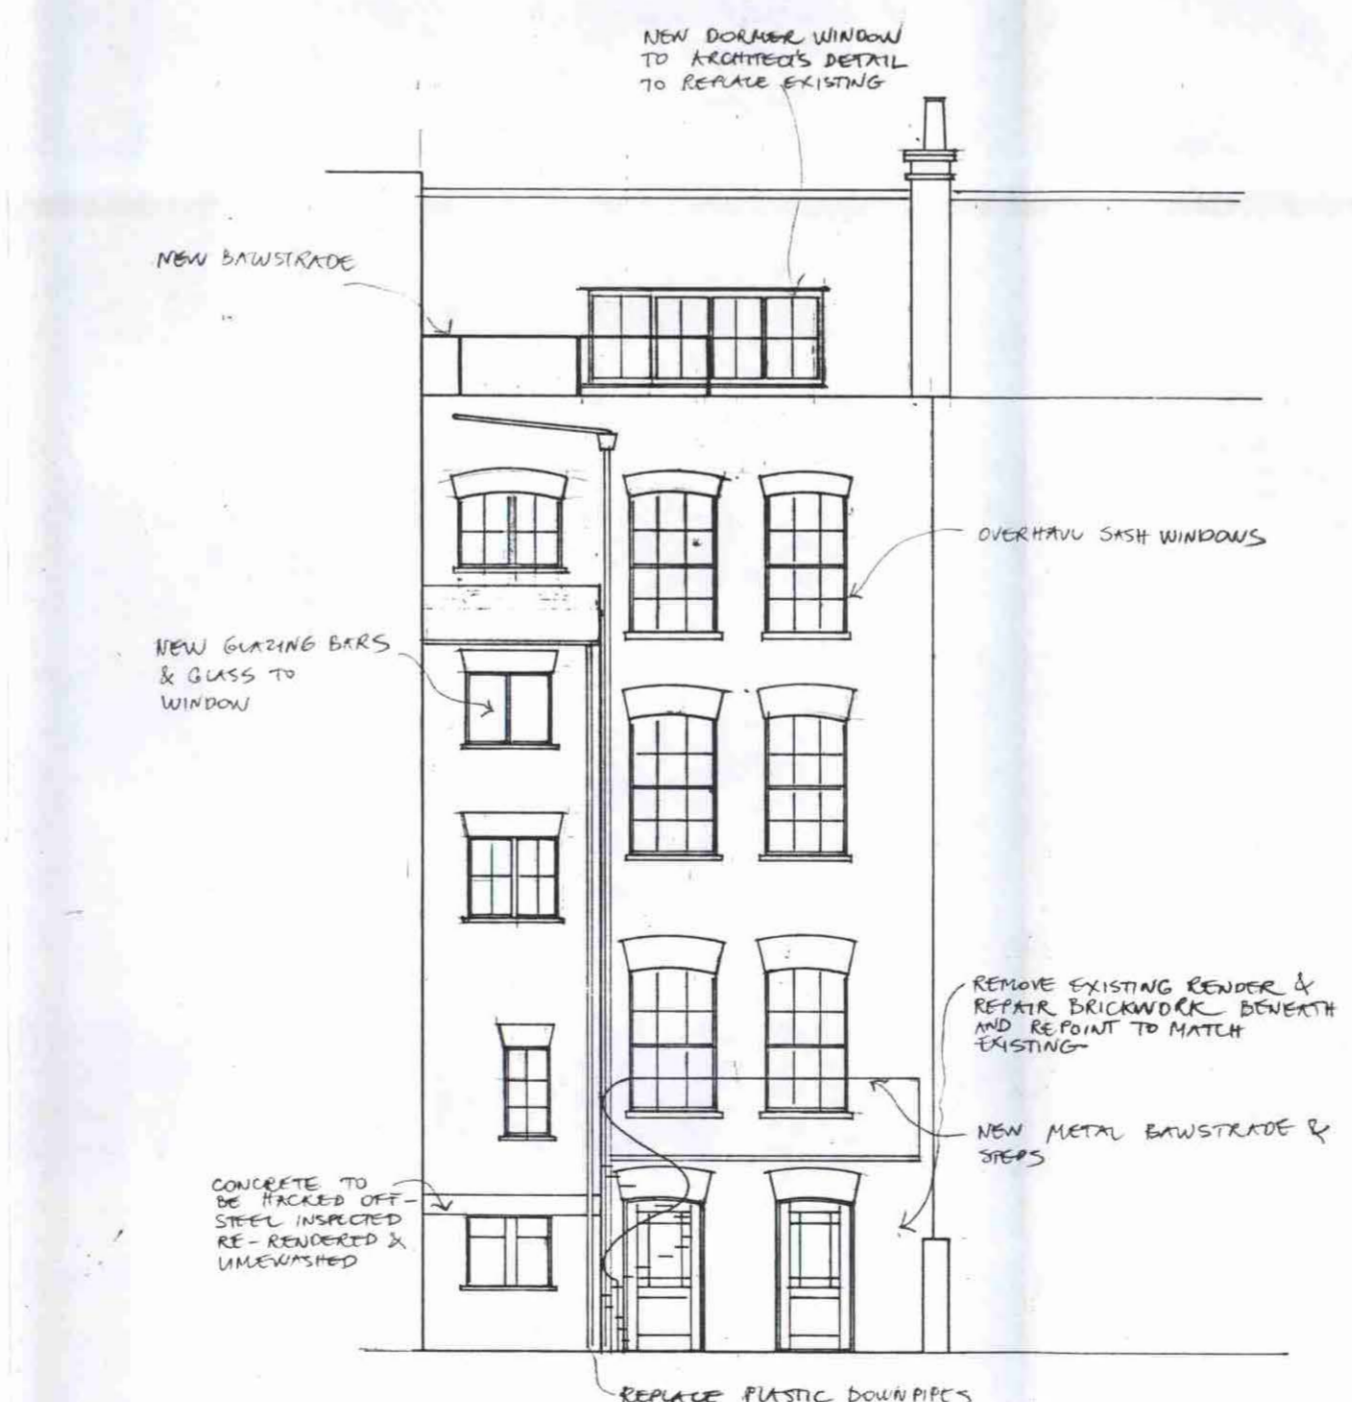 NEW DORMER WINDOW
TO ARCHITECT'S DETAIL
TO REPLACE EXISTING
NEW BALUSTRADE
OVERHAUL SASH WINDOWS
NEW GLAZING BARS
& GLASS TO
WINDOW
REMOVE EXISTING RENDER &
REPAIR BRICKWORK BENEATH
AND REPOINT TO MATCH
EXISTING
NEW METAL BALUSTRADE &
STEPS
CONCRETE TO
BE HACKED OFF -
STEEL INSPECTED
RE-RENDERED &
LIMEWASHED
REPLACE PLASTIC DOWNPIPES